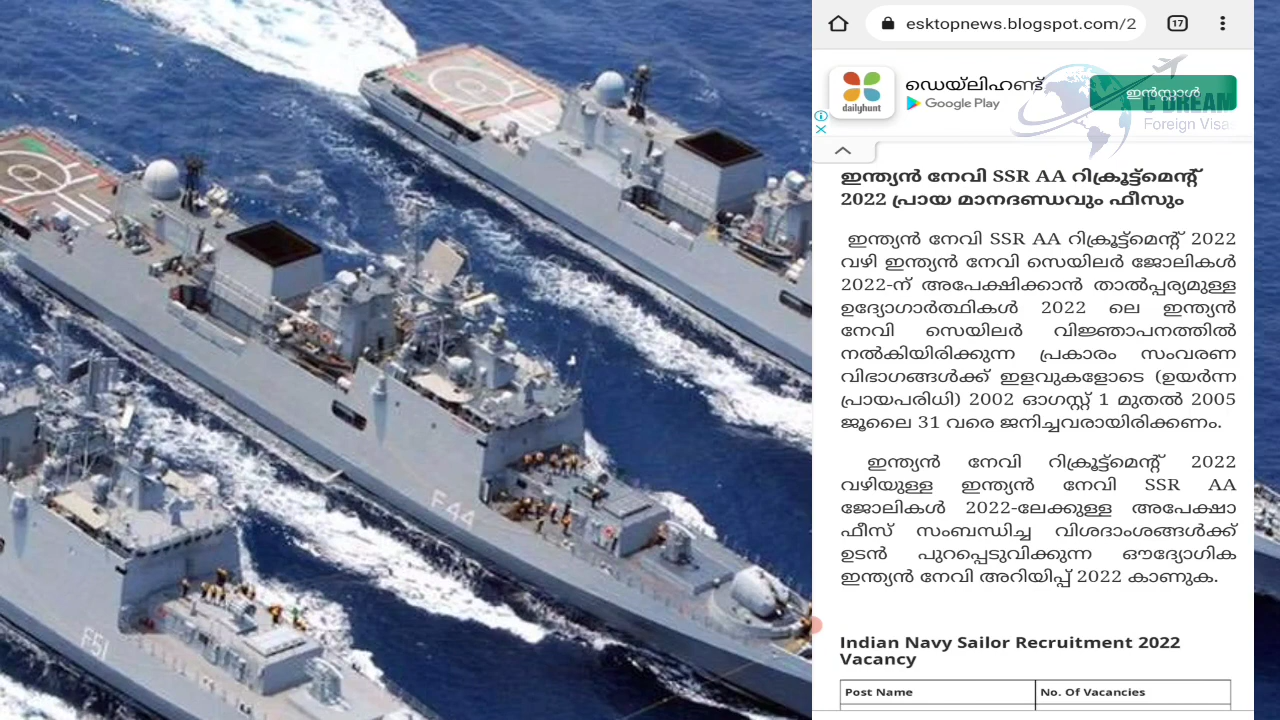 esktopnews.blogspot.com/2
17
ഡെയ്‌ലിഹണ്ട്
dailyhunt
Google Play
ഇൻസ്റ്റാൾ
C DREAM
Foreign Visa
ഇന്ത്യൻ നേവി SSR AA റിക്രൂട്ട്മെന്റ്
2022 പ്രായ മാനദണ്ഡവും ഫീസും
ഇന്ത്യൻ നേവി SSR AA റിക്രൂട്ട്മെന്റ് 2022
വഴി ഇന്ത്യൻ നേവി സെയിലർ ജോലികൾ
2022-ന് അപേക്ഷിക്കാൻ താൽപ്പര്യമുള്ള
ഉദ്യോഗാർത്ഥികൾ 2022 ലെ ഇന്ത്യൻ
നേവി സെയിലർ വിജ്ഞാപനത്തിൽ
നൽകിയിരിക്കുന്ന പ്രകാരം സംവരണ
വിഭാഗങ്ങൾക്ക് ഇളവുകളോടെ (ഉയർന്ന
പ്രായപരിധി) 2002 ഓഗസ്റ്റ് 1 മുതൽ 2005
ജൂലൈ 31 വരെ ജനിച്ചവരായിരിക്കണം.
ഇന്ത്യൻ നേവി റിക്രൂട്ട്മെന്റ് 2022
വഴിയുള്ള ഇന്ത്യൻ നേവി SSR AA
ജോലികൾ 2022-ലേക്കുള്ള അപേക്ഷാ
ഫീസ് സംബന്ധിച്ച വിശദാംശങ്ങൾക്ക്
ഉടൻ പുറപ്പെടുവിക്കുന്ന ഔദ്യോഗിക
ഇന്ത്യൻ നേവി അറിയിപ്പ് 2022 കാണുക.
Indian Navy Sailor Recruitment 2022
Vacancy
Post Name
No. Of Vacancies
F44
F51